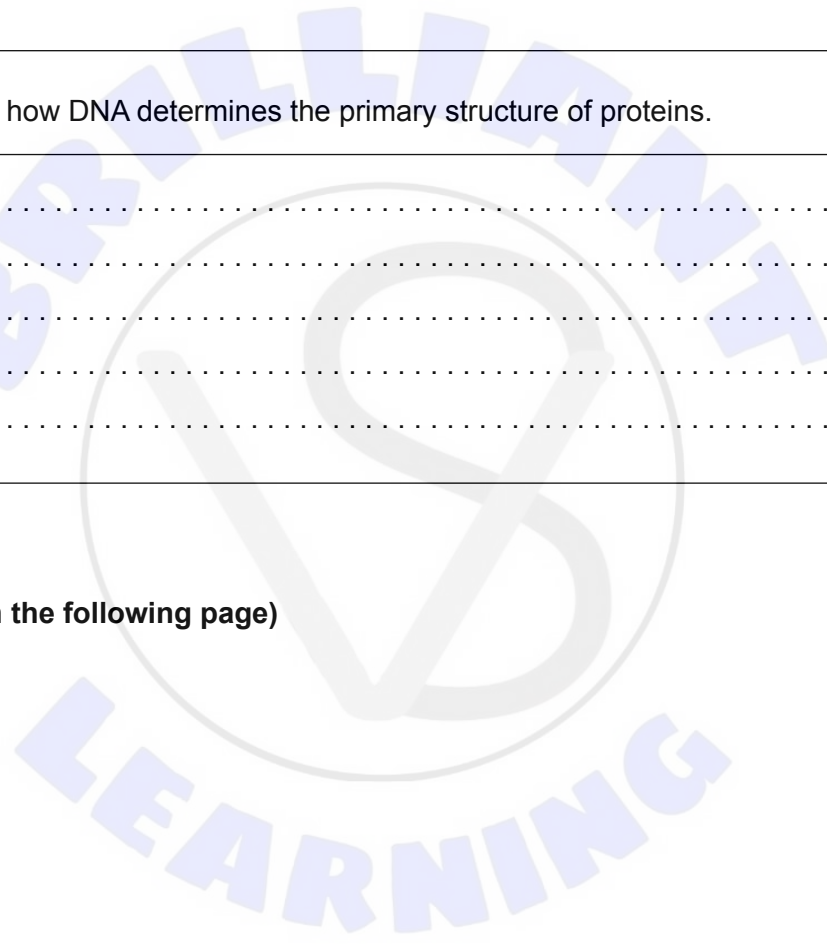 BRILLIANT
how DNA determines the primary structure of proteins.
the following page)
LEARNING